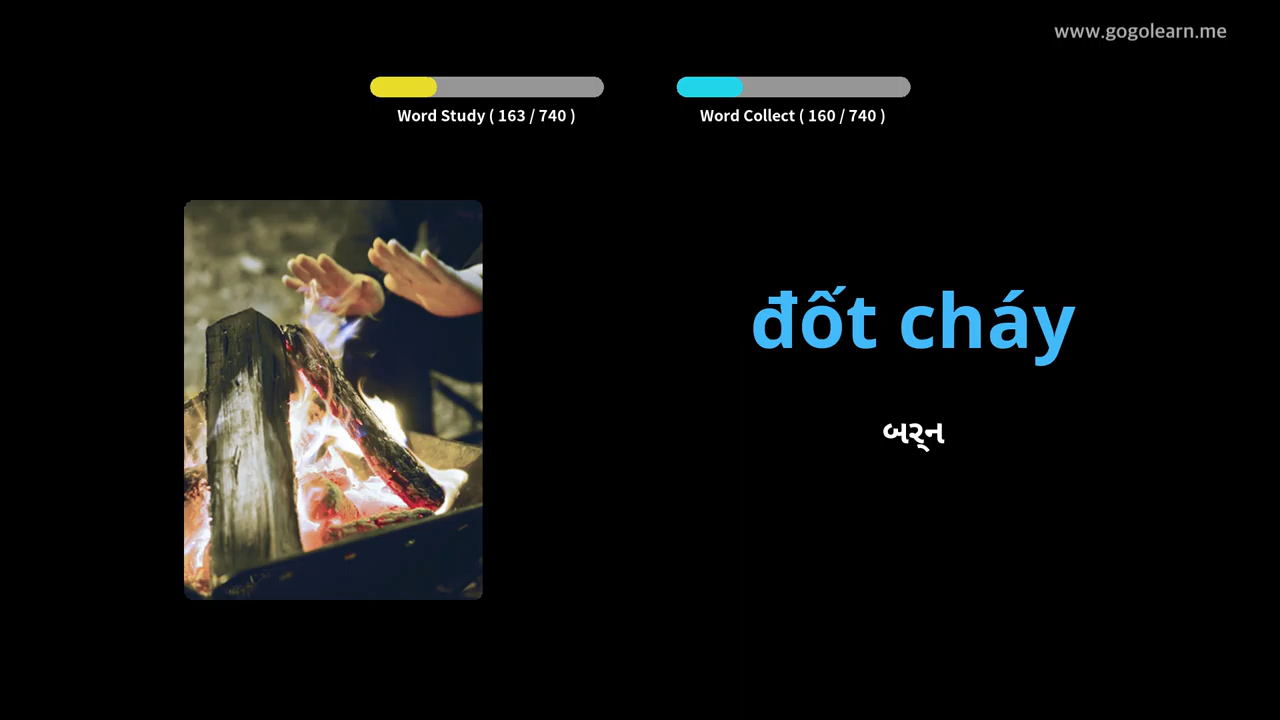 www.gogolearn.me
Word Study ( 163 / 740 )
Word Collect ( 160 / 740 )
đốt cháy
બર્ન